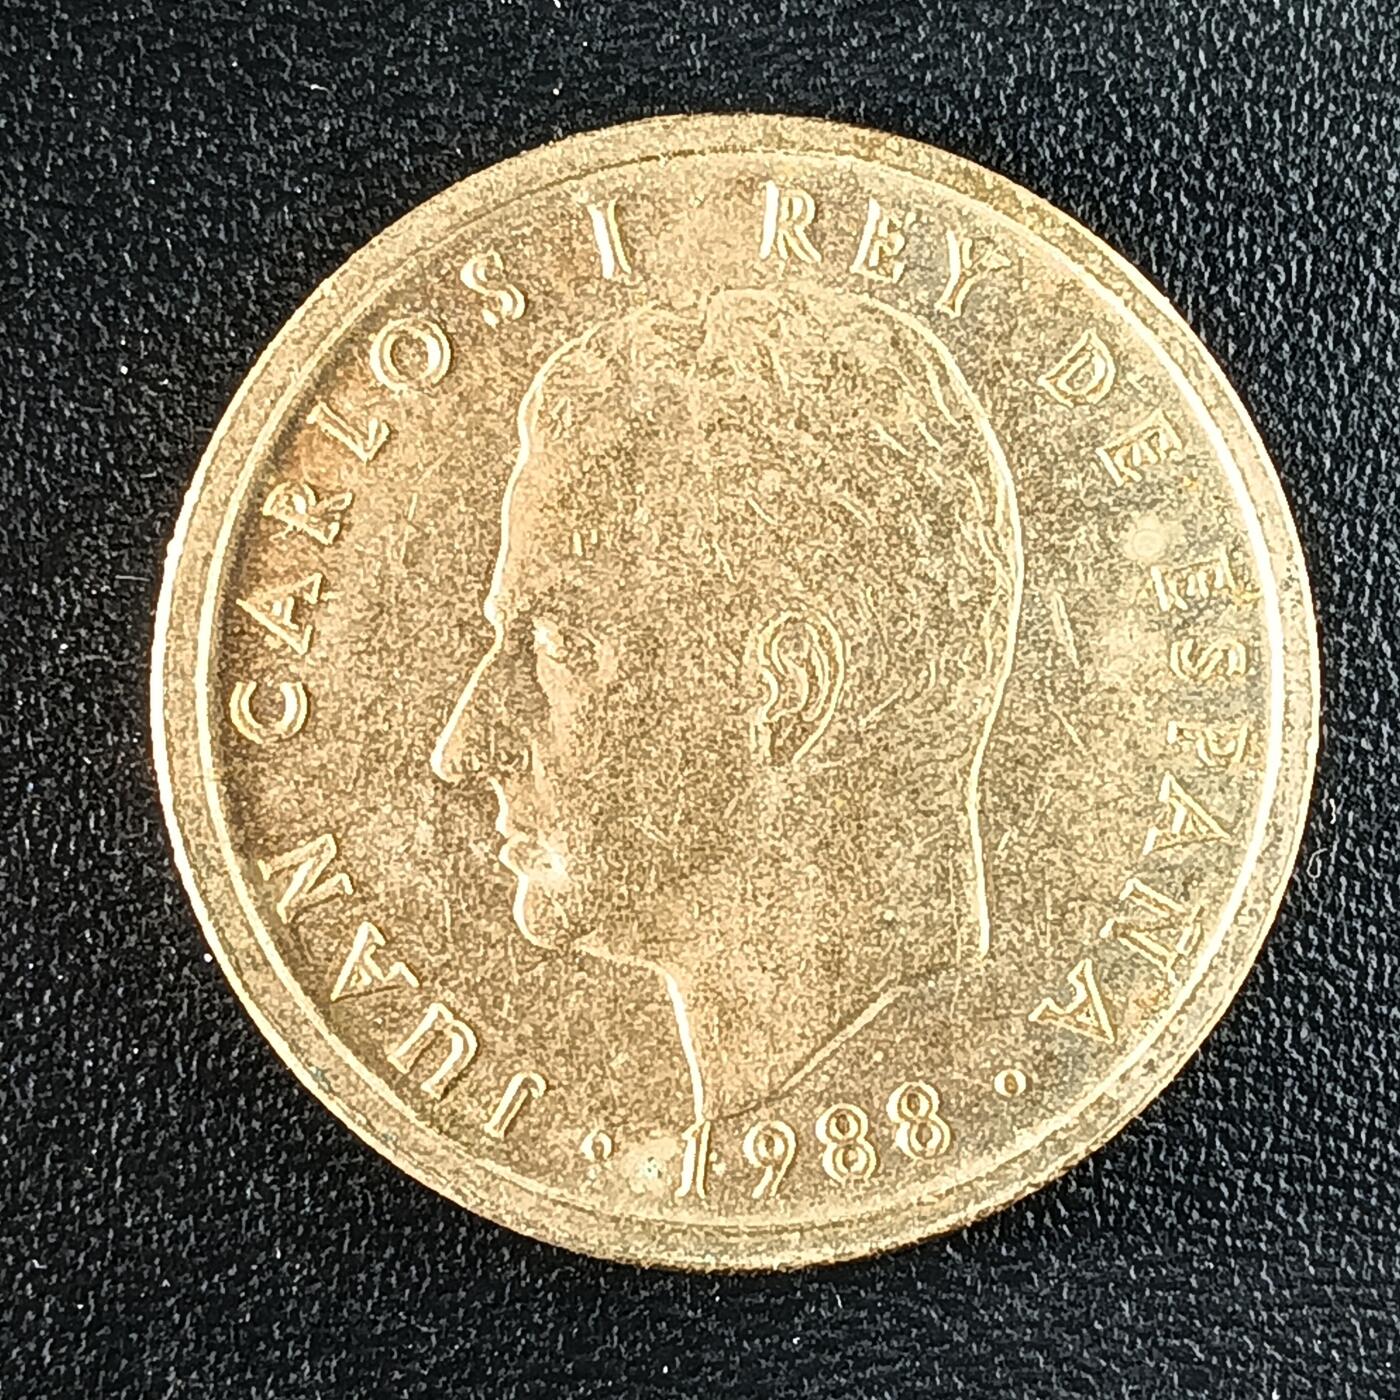 JUAN CARLOS I REY DE ESPAÑA
• 1988 •